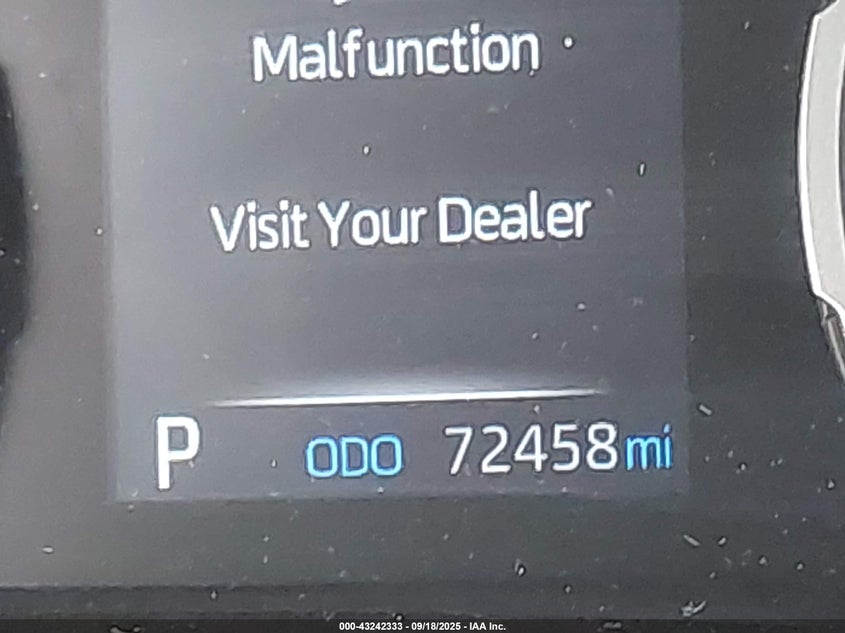 Malfunction
Visit Your Dealer
P ODO 72458mi
000-43242333 - 09/18/2025 - IAA Inc.